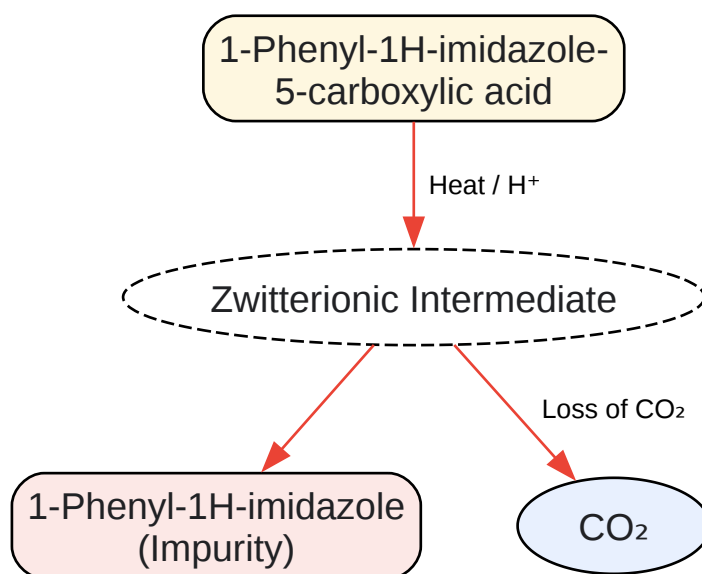 1-Phenyl-1H-imidazole-
5-carboxylic acid
Heat / H⁺
Zwitterionic Intermediate
Loss of CO₂
1-Phenyl-1H-imidazole
(Impurity)
CO₂